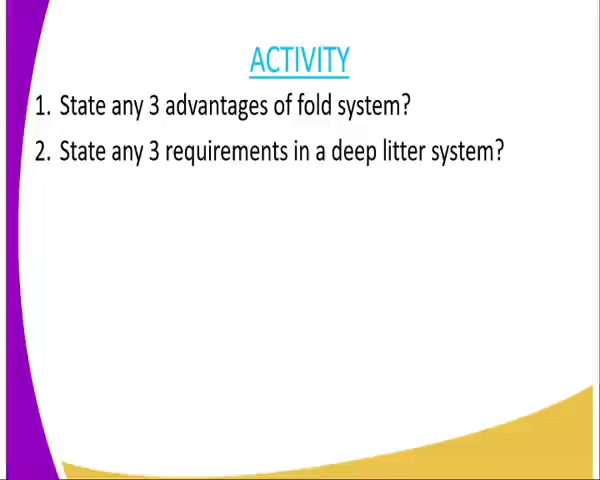 ACTIVITY
1. State any 3 advantages of fold system?
2. State any 3 requirements in a deep litter system?